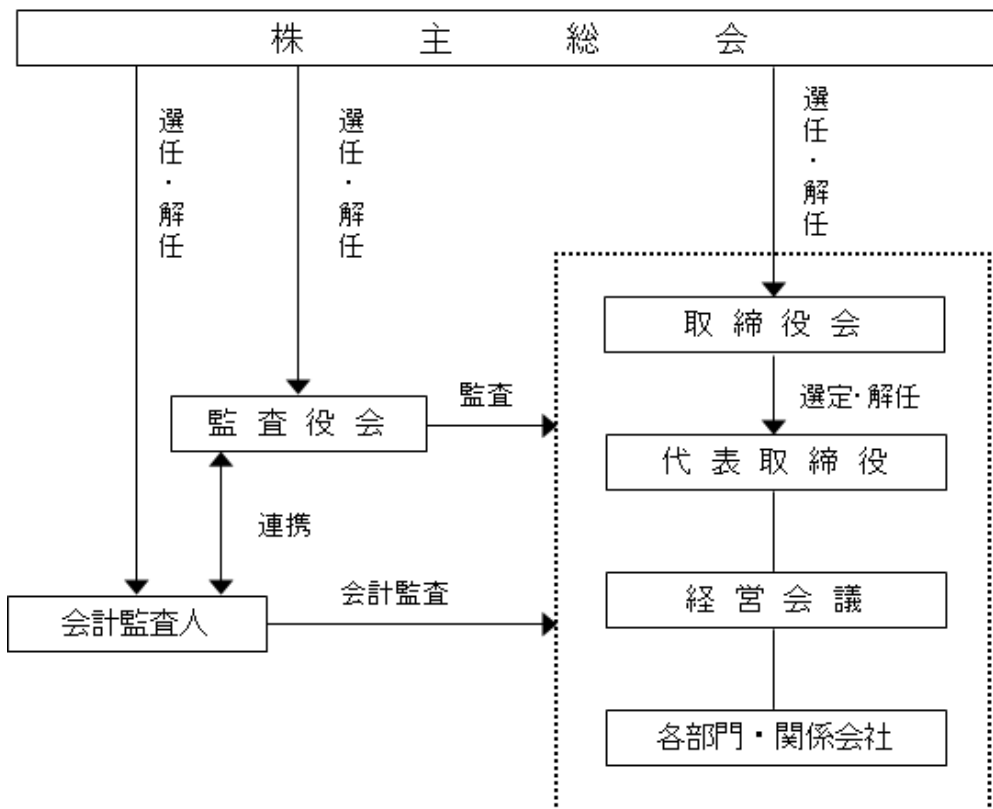 株主総会
選任・解任
選任・解任
選任・解任
取締役会
選定・解任
監査役会
監査
代表取締役
連携
経営会議
会計監査人
会計監査
各部門・関係会社